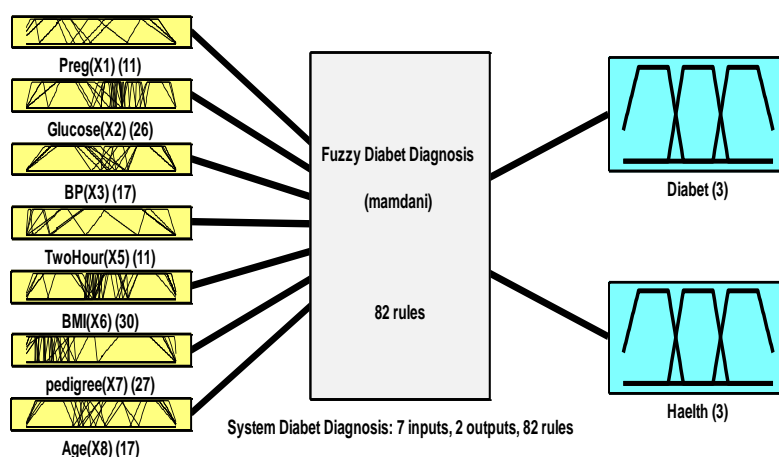 Preg(X1) (11)
Glucose(X2) (26)
BP(X3) (17)
TwoHour(X5) (11)
BMI(X6) (30)
pedigree(X7) (27)
Age(X8) (17)
Fuzzy Diabet Diagnosis
(mamdani)
82 rules
Diabet (3)
Haelth (3)
System Diabet Diagnosis: 7 inputs, 2 outputs, 82 rules